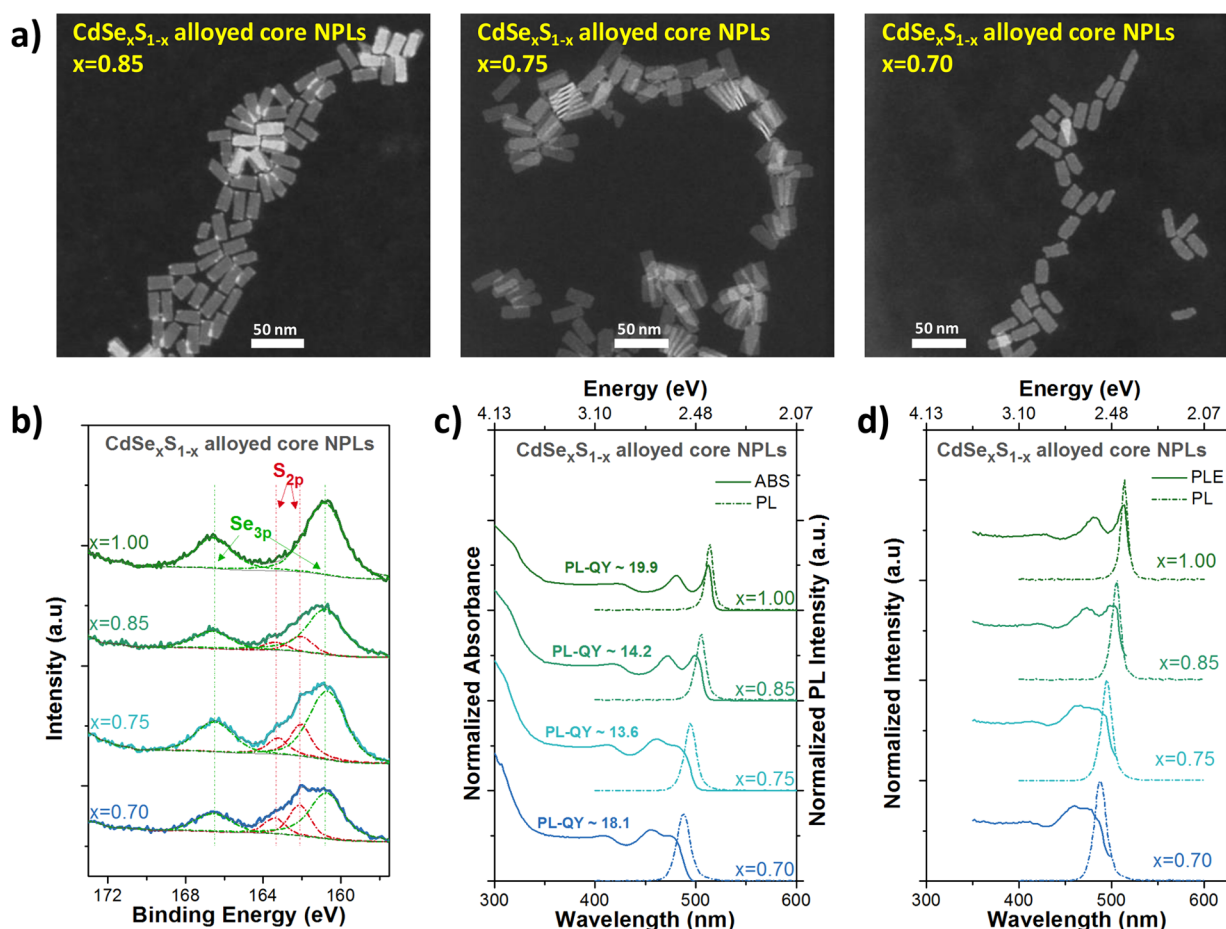 a)
CdSexS1-x alloyed core NPLs
x=0.85
50 nm
CdSexS1-x alloyed core NPLs
x=0.75
50 nm
CdSexS1-x alloyed core NPLs
x=0.70
50 nm
b)
CdSexS1-x alloyed core NPLs
S2p
Se3p
x=1.00
x=0.85
x=0.75
x=0.70
Intensity (a.u)
172 168 164 160
Binding Energy (eV)
c)
Energy (eV)
4.13 3.10 2.48 2.07
CdSexS1-x alloyed core NPLs
ABS
PL
PL-QY ~ 19.9
x=1.00
PL-QY ~ 14.2
x=0.85
PL-QY ~ 13.6
x=0.75
PL-QY ~ 18.1
x=0.70
Normalized Absorbance
Normalized PL Intensity (a.u.)
300 400 500 600
Wavelength (nm)
d)
Energy (eV)
4.13 3.10 2.48 2.07
CdSexS1-x alloyed core NPLs
PLE
PL
x=1.00
x=0.85
x=0.75
x=0.70
Normalized Intensity (a.u)
300 400 500 600
Wavelength (nm)